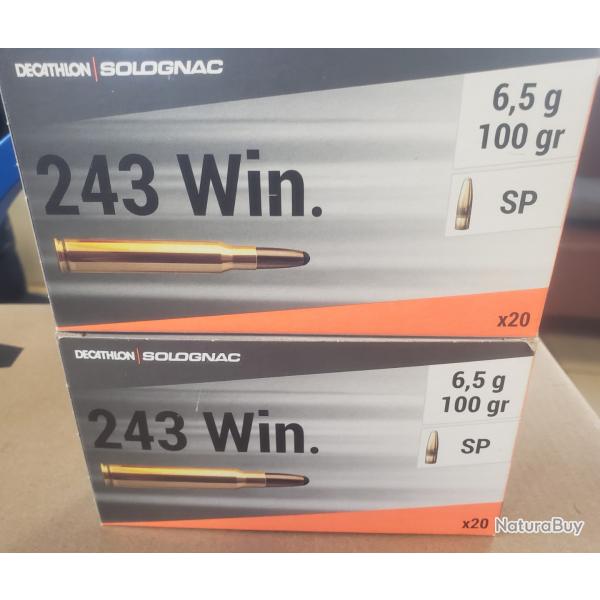 DECATHLON | SOLOGNAC
6,5 g
100 gr
243 Win.
SP
x20
DECATHLON | SOLOGNAC
6,5 g
100 gr
243 Win.
SP
x20
NaturaBuy